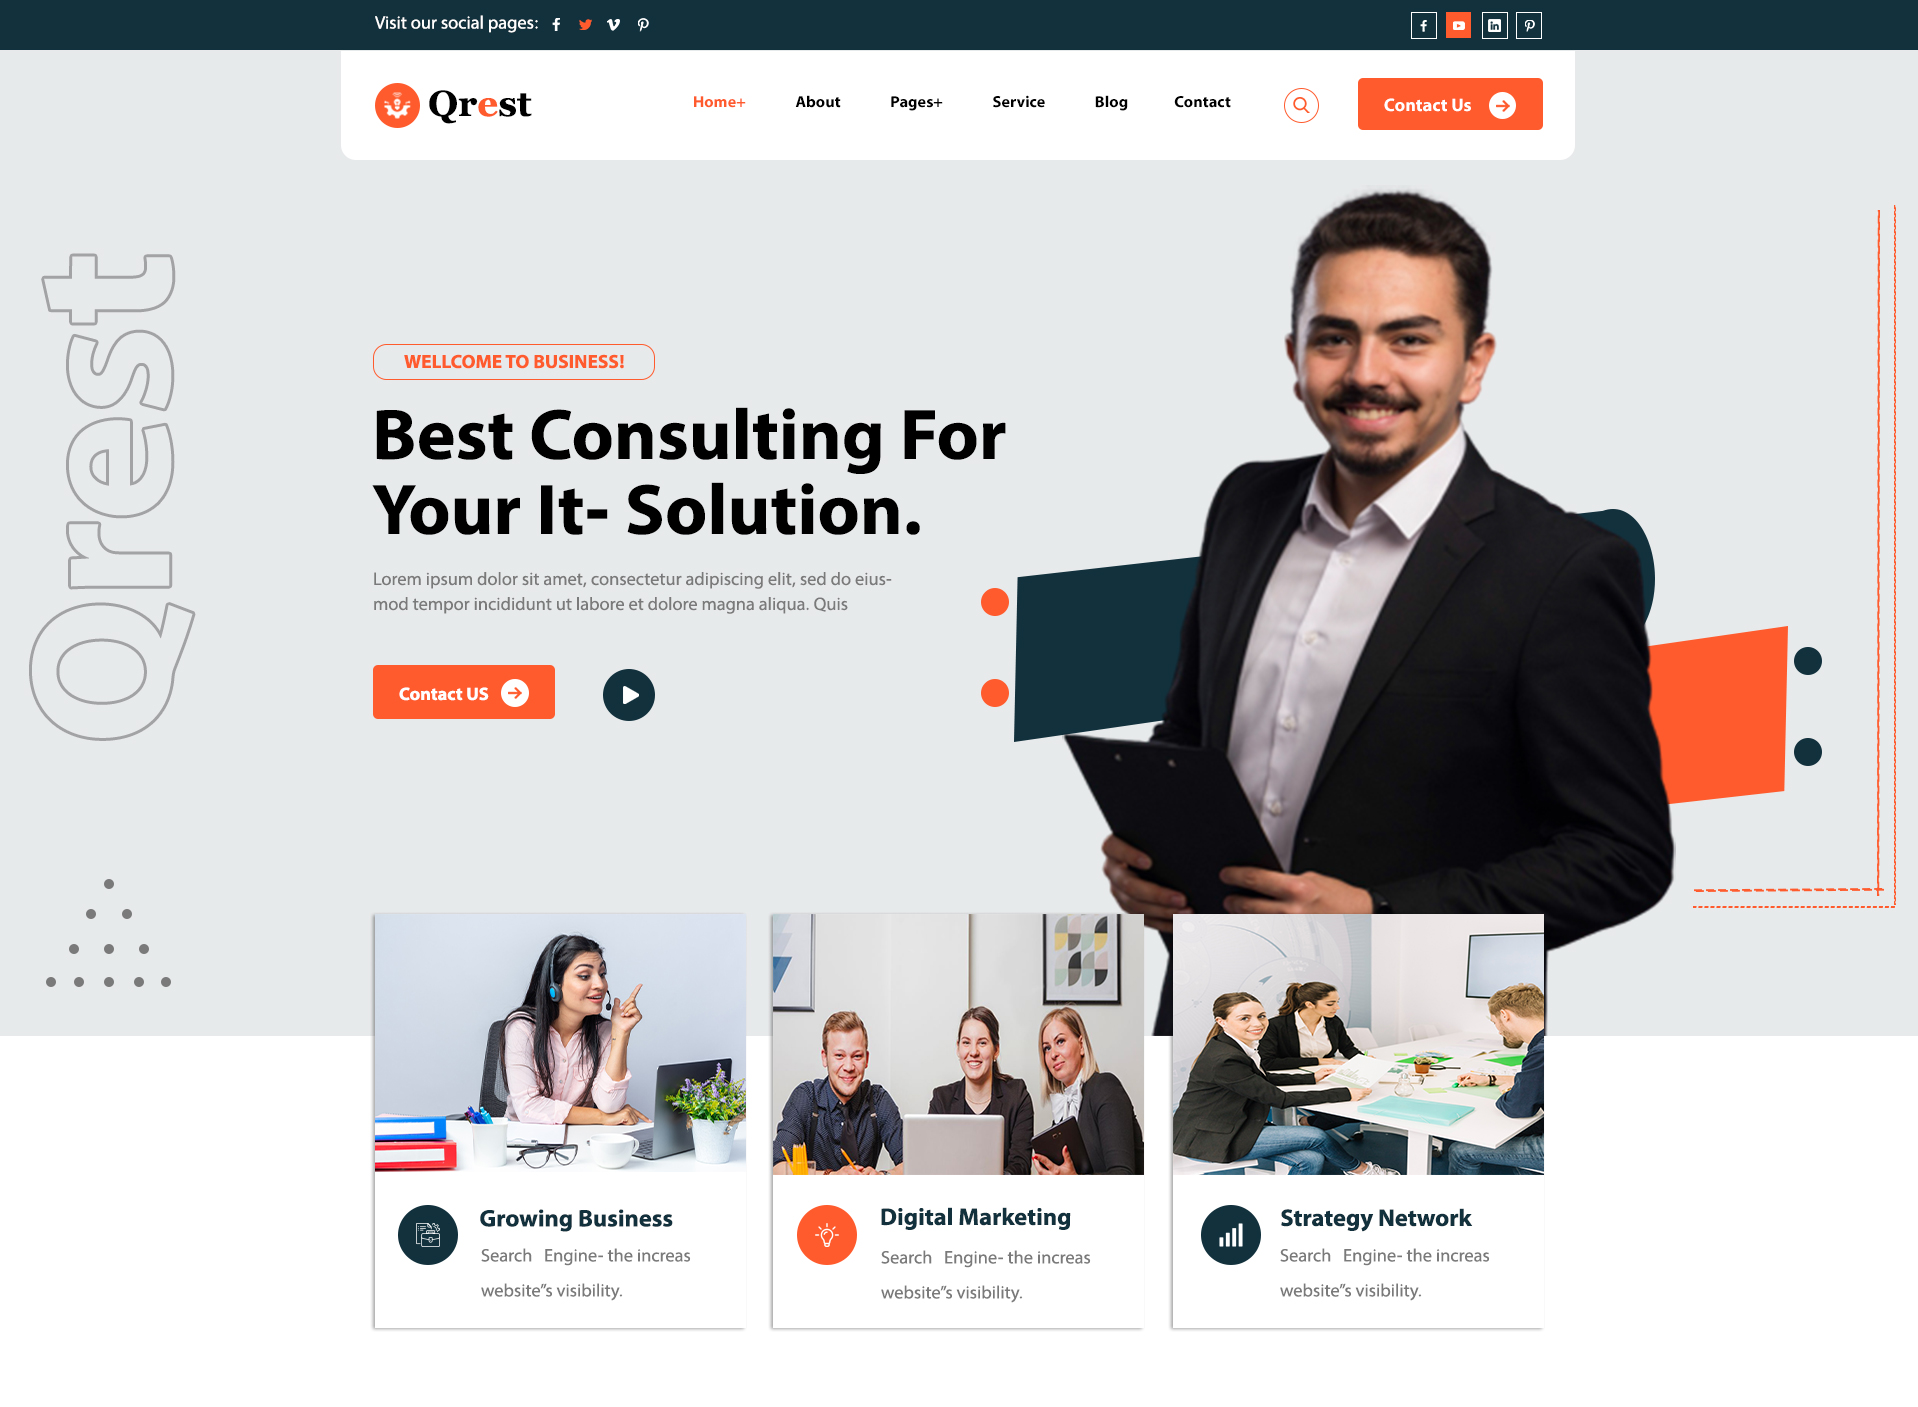 Visit our social pages:
Qrest
Home+
About
Pages+
Service
Blog
Contact
Contact Us
Qrest
WELLCOME TO BUSINESS!
Best Consulting For
Your It- Solution.
Lorem ipsum dolor sit amet, consectetur adipiscing elit, sed do eius-
mod tempor incididunt ut labore et dolore magna aliqua. Quis
Contact US
Growing Business
Search Engine- the increas
website"s visibility.
Digital Marketing
Search Engine- the increas
website"s visibility.
Strategy Network
Search Engine- the increas
website"s visibility.